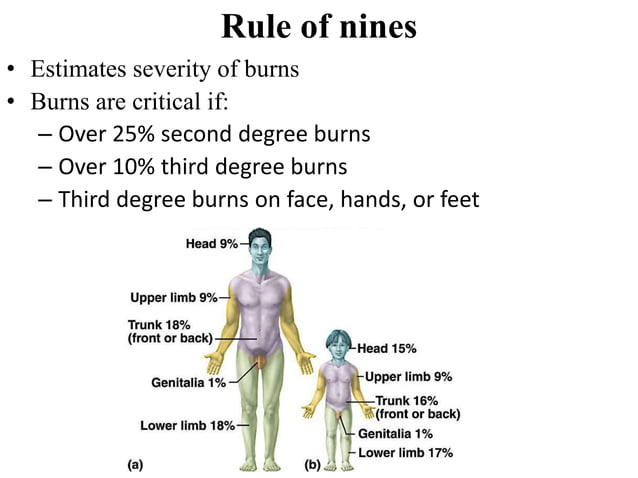 Rule of nines
• Estimates severity of burns
• Burns are critical if:
– Over 25% second degree burns
– Over 10% third degree burns
– Third degree burns on face, hands, or feet
Head 9%
Upper limb 9%
Trunk 18%
(front or back)
Genitalia 1%
Lower limb 18%
(a)
Head 15%
Upper limb 9%
Trunk 16%
(front or back)
Genitalia 1%
Lower limb 17%
(b)